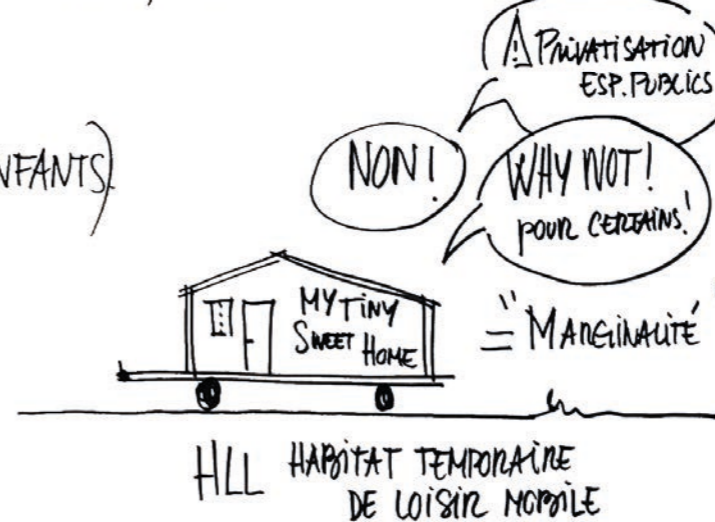 ⚠ PRIVATISATION
ESP. PUBLICS
NFANTS)
NON!
WHY NOT!
POUR CERTAINS!
MY TINY
SWEET HOME
= "MARGINALITÉ
HLL HABITAT TEMPORAIRE
DE LOISIR MOBILE